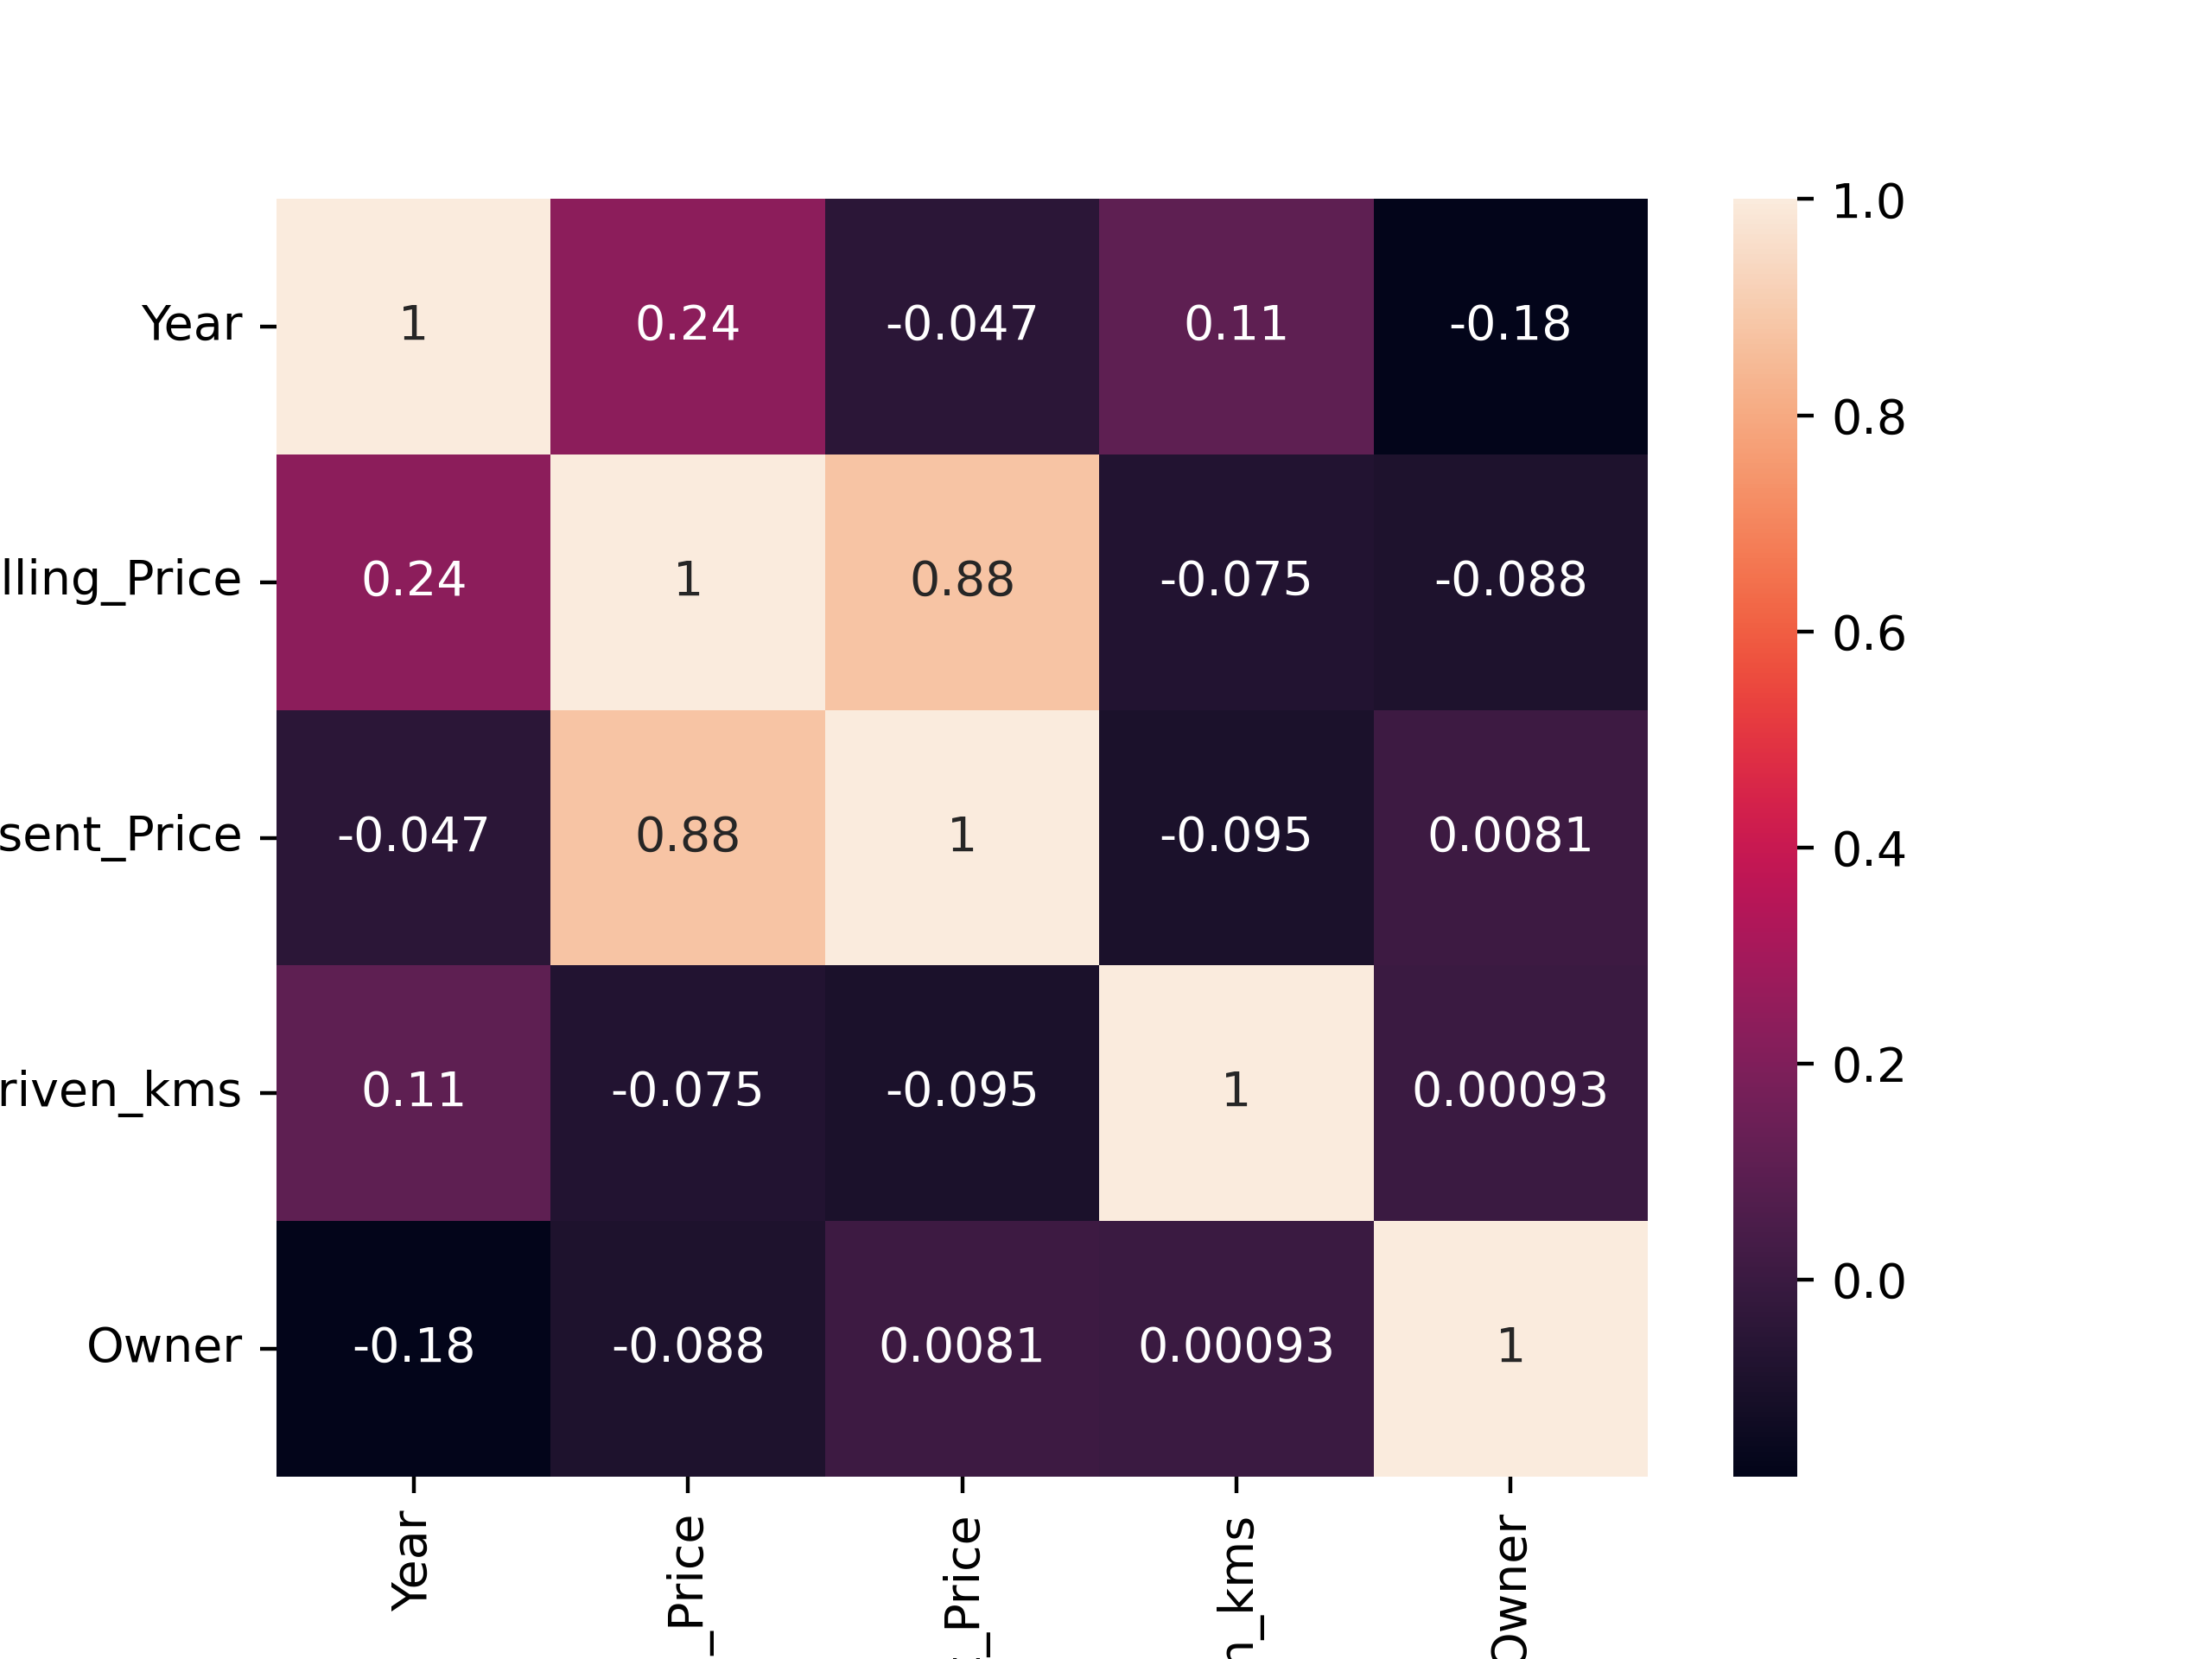 1.0
Year 1 0.24 -0.047 0.11 -0.18
0.8
lling_Price 0.24 1 0.88 -0.075 -0.088
0.6
sent_Price -0.047 0.88 1 -0.095 0.0081
0.4
riven_kms 0.11 -0.075 -0.095 1 0.00093
0.2
0.0
Owner -0.18 -0.088 0.0081 0.00093 1
Year _Price _Price n_kms Owner